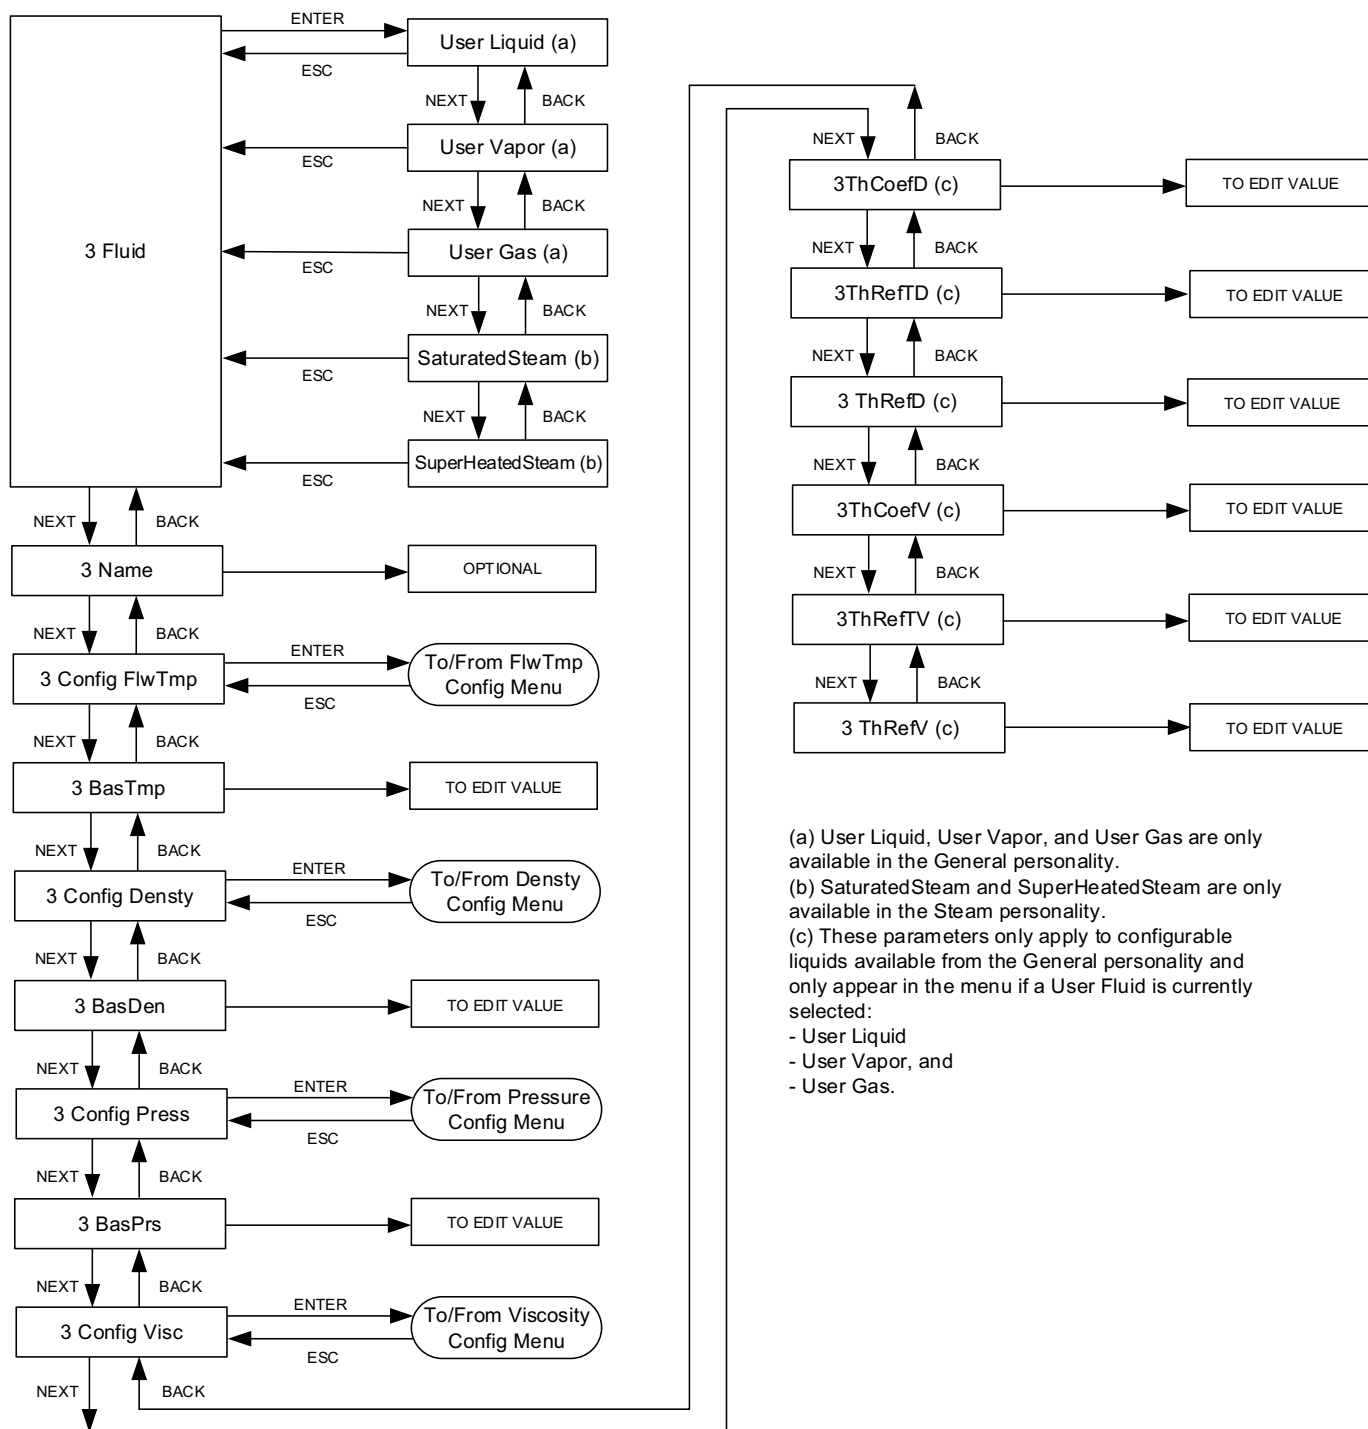 ENTER
User Liquid (a)
ESC
NEXT
BACK
User Vapor (a)
ESC
NEXT
BACK
3 Fluid
User Gas (a)
ESC
NEXT
BACK
SaturatedSteam (b)
ESC
NEXT
BACK
SuperHeatedSteam (b)
ESC
NEXT
BACK
3 Name
OPTIONAL
NEXT
BACK
3 Config FlwTmp
ENTER
ESC
To/From FlwTmp
Config Menu
NEXT
BACK
3 BasTmp
TO EDIT VALUE
NEXT
BACK
3 Config Densty
ENTER
ESC
To/From Densty
Config Menu
NEXT
BACK
3 BasDen
TO EDIT VALUE
NEXT
BACK
3 Config Press
ENTER
ESC
To/From Pressure
Config Menu
NEXT
BACK
3 BasPrs
TO EDIT VALUE
NEXT
BACK
3 Config Visc
ENTER
ESC
To/From Viscosity
Config Menu
NEXT
BACK
NEXT
BACK
3ThCoefD (c)
TO EDIT VALUE
NEXT
BACK
3ThRefTD (c)
TO EDIT VALUE
NEXT
BACK
3 ThRefD (c)
TO EDIT VALUE
NEXT
BACK
3ThCoefV (c)
TO EDIT VALUE
NEXT
BACK
3ThRefTV (c)
TO EDIT VALUE
NEXT
BACK
3 ThRefV (c)
TO EDIT VALUE
(a) User Liquid, User Vapor, and User Gas are only
available in the General personality.
(b) SaturatedSteam and SuperHeatedSteam are only
available in the Steam personality.
(c) These parameters only apply to configurable
liquids available from the General personality and
only appear in the menu if a User Fluid is currently
selected:
- User Liquid
- User Vapor, and
- User Gas.